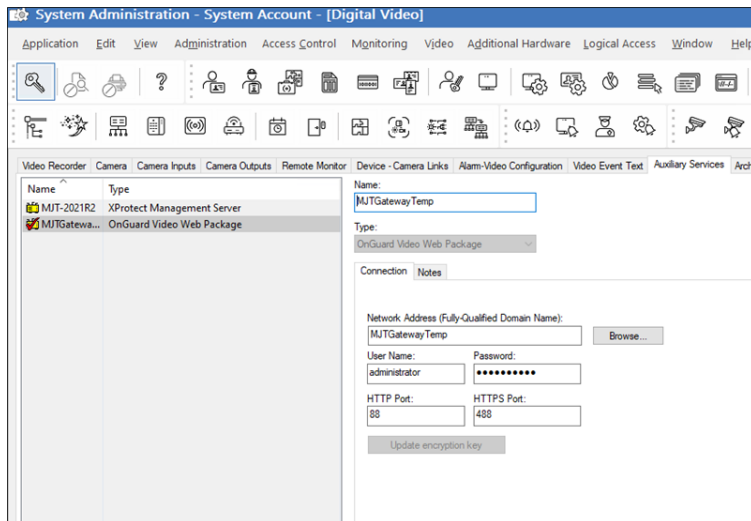 System Administration - System Account - [Digital Video]
Application Edit View Administration Access Control Monitoring Video Additional Hardware Logical Access Window Help
Video Recorder Camera Camera Inputs Camera Outputs Remote Monitor Device - Camera Links Alarm-Video Configuration Video Event Text Auxiliary Services Arch
Name Type
MJT-2021R2 XProtect Management Server
MJTGatewa... OnGuard Video Web Package
Name:
MJTGatewayTemp
Type:
OnGuard Video Web Package
Connection Notes
Network Address (Fully-Qualified Domain Name):
MJTGatewayTemp Browse...
User Name: Password:
administrator ●●●●●●●●●●
HTTP Port: HTTPS Port:
88 488
Update encryption key